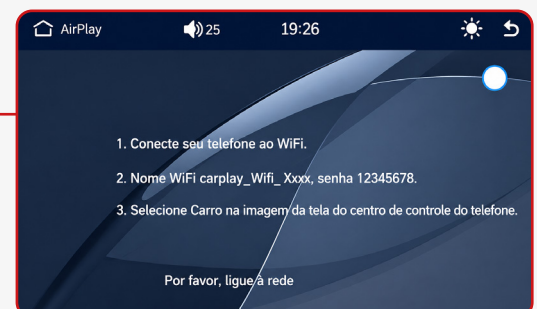 AirPlay 25 19:26
1. Conecte seu telefone ao WiFi.
2. Nome WiFi carplay_Wifi_ Xxxx, senha 12345678.
3. Selecione Carro na imagem da tela do centro de controle do telefone.
Por favor, ligue à rede